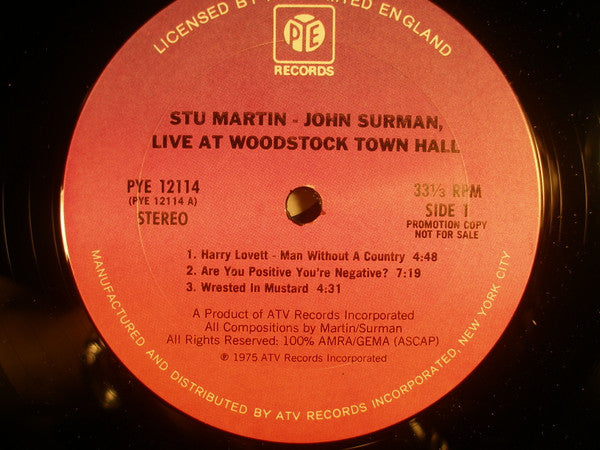 LICENSED BY P LIMITED ENGLAND
PYE
RECORDS
STU MARTIN - JOHN SURMAN,
LIVE AT WOODSTOCK TOWN HALL
PYE 12114
(PYE 12114 A)
STEREO
33⅓ RPM
SIDE 1
PROMOTION COPY
NOT FOR SALE
1. Harry Lovett - Man Without A Country 4:48
2. Are You Positive You're Negative? 7:19
3. Wrested In Mustard 4:31
A Product of ATV Records Incorporated
All Compositions by Martin/Surman
All Rights Reserved: 100% AMRA/GEMA (ASCAP)
℗ 1975 ATV Records Incorporated
MANUFACTURED AND DISTRIBUTED BY ATV RECORDS INCORPORATED, NEW YORK CITY